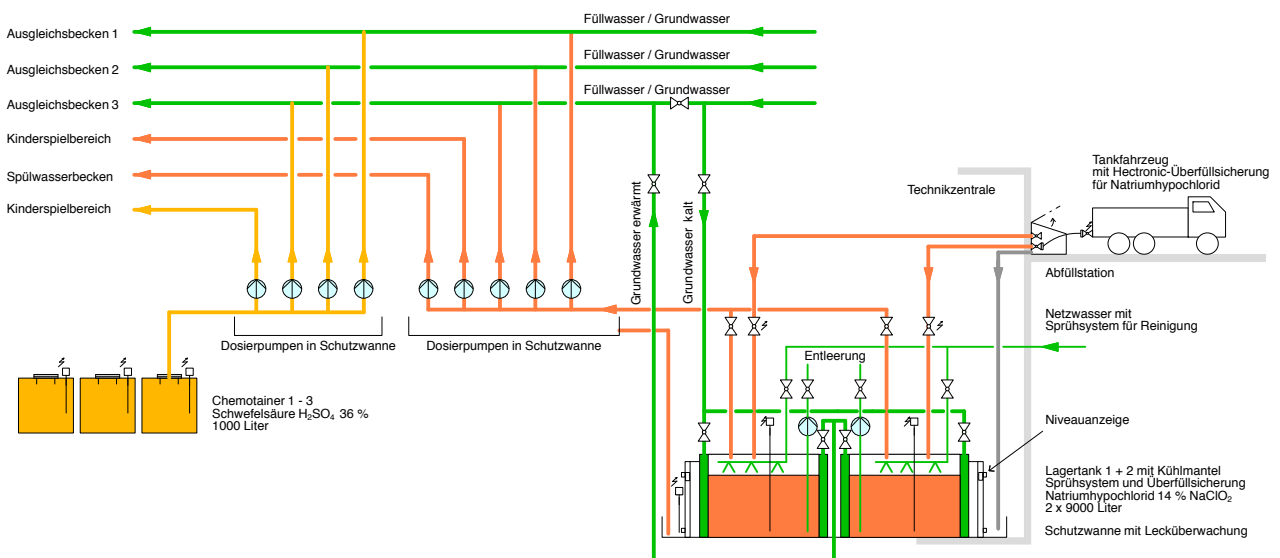 Füllwasser / Grundwasser
Ausgleichsbecken 1
Füllwasser / Grundwasser
Ausgleichsbecken 2
Füllwasser / Grundwasser
Ausgleichsbecken 3
Kinderspielbereich
Spülwasserbecken
Kinderspielbereich
Grundwasser erwärmt
Grundwasser kalt
Technikzentrale
Tankfahrzeug
mit Hectronic-Überfüllsicherung
für Natriumhypochlorid
Abfüllstation
Netzwasser mit
Sprühsystem für Reinigung
Dosierpumpen in Schutzwanne
Dosierpumpen in Schutzwanne
Entleerung
Chemotainer 1 - 3
Schwefelsäure H₂SO₄ 36 %
1000 Liter
Niveauanzeige
Lagertank 1 + 2 mit Kühlmantel
Sprühsystem und Überfüllsicherung
Natriumhypochlorid 14 % NaClO₂
2 x 9000 Liter
Schutzwanne mit Lecküberwachung